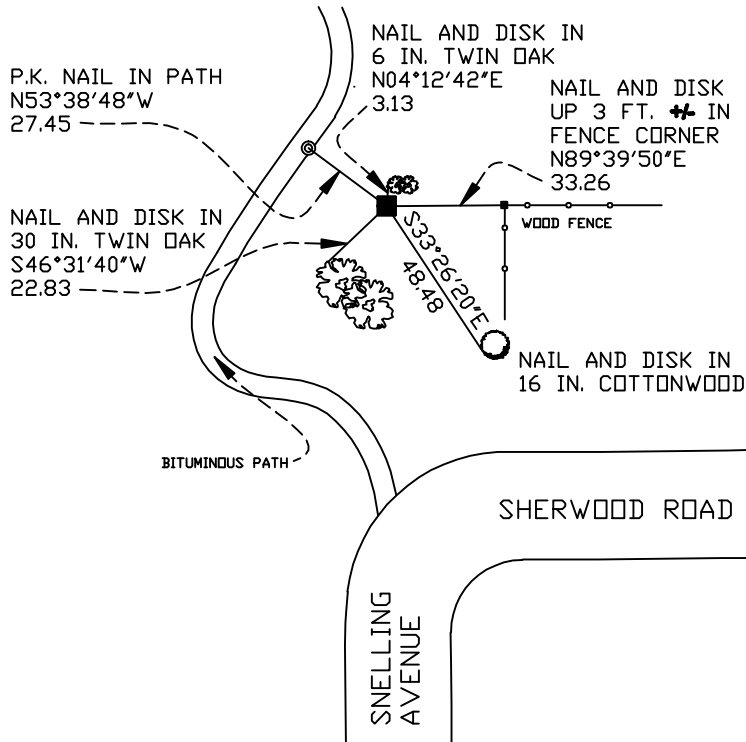 NAIL AND DISK IN
6 IN. TWIN OAK
N04°12'42"E
3.13
P.K. NAIL IN PATH
N53°38'48"W
27.45
NAIL AND DISK
UP 3 FT. +/- IN
FENCE CORNER
N89°39'50"E
33.26
WOOD FENCE
NAIL AND DISK IN
30 IN. TWIN OAK
S46°31'40"W
22.83
S33°26'20"E
48.48
NAIL AND DISK IN
16 IN. COTTONWOOD
BITUMINOUS PATH
SHERWOOD ROAD
SNELLING
AVENUE